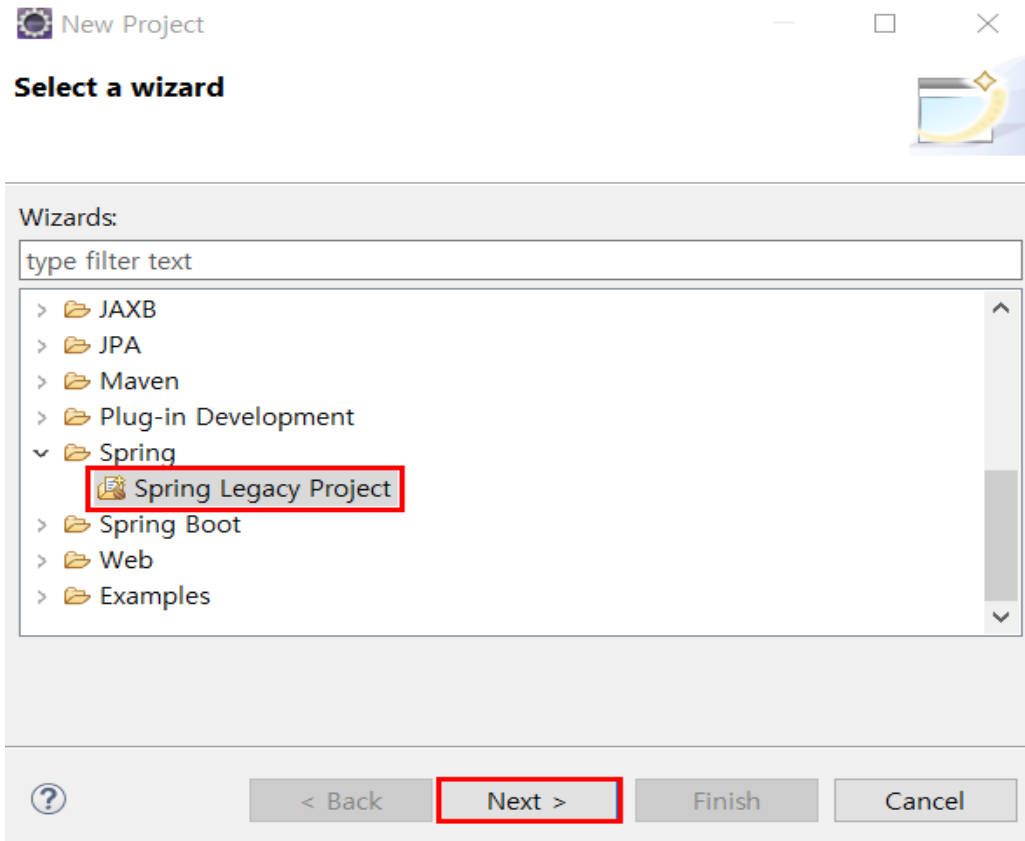 New Project
Select a wizard
Wizards:
type filter text
JAXB
JPA
Maven
Plug-in Development
Spring
Spring Legacy Project
Spring Boot
Web
Examples
? < Back Next > Finish Cancel